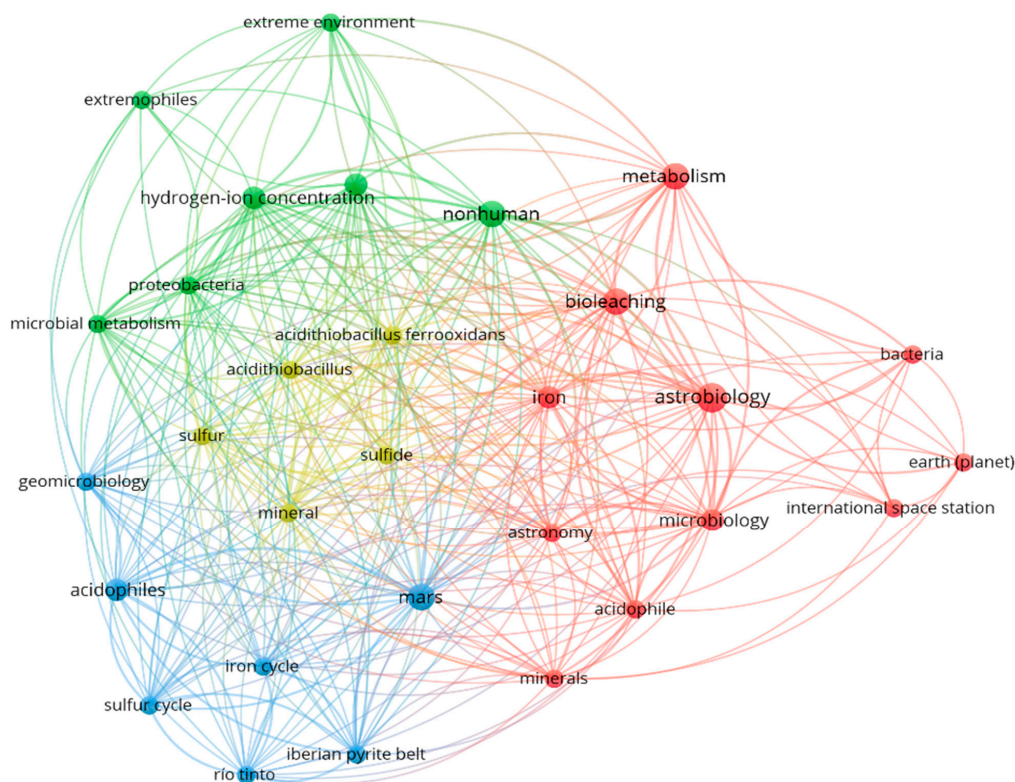 extreme environment
extremophiles
metabolism
hydrogen-ion concentration
nonhuman
proteobacteria
bioleaching
microbial metabolism
acidithiobacillus ferrooxidans
bacteria
acidithiobacillus
iron
astrobiology
sulfur
sulfide
earth (planet)
geomicrobiology
international space station
mineral
microbiology
astronomy
acidophiles
mars
acidophile
iron cycle
minerals
sulfur cycle
iberian pyrite belt
río tinto